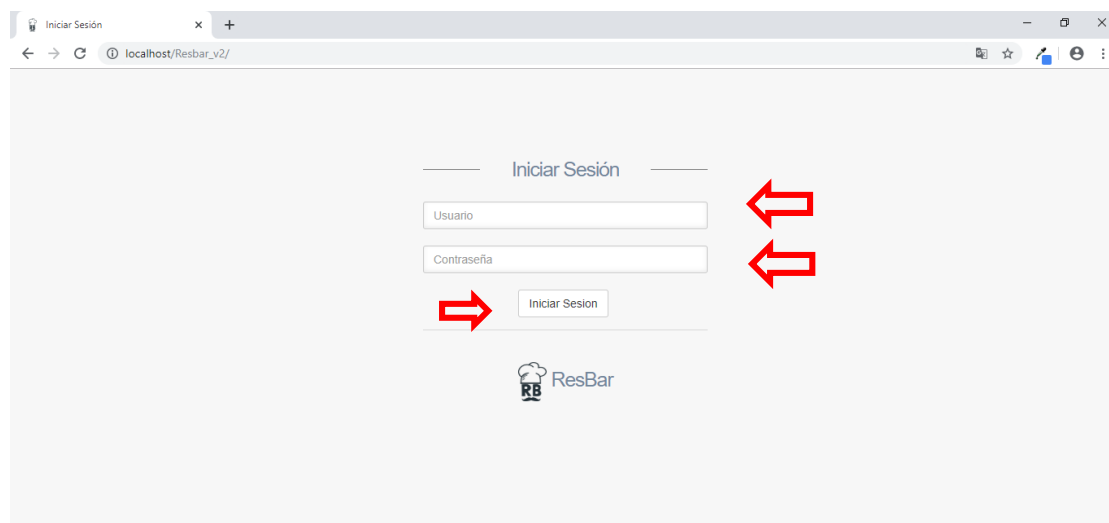 Iniciar Sesión
localhost/Resbar_v2/
Iniciar Sesión
Usuario
Contraseña
Iniciar Sesion
RB
ResBar